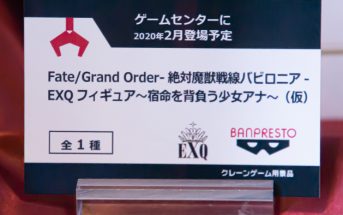 ゲームセンターに
2020年2月登場予定
Fate/Grand Order- 絶対魔獣戦線バビロニア -
EXQ フィギュア～宿命を背負う少女アナ～（仮）
全1種
EXQ
BANPRESTO
クレーンゲーム用景品